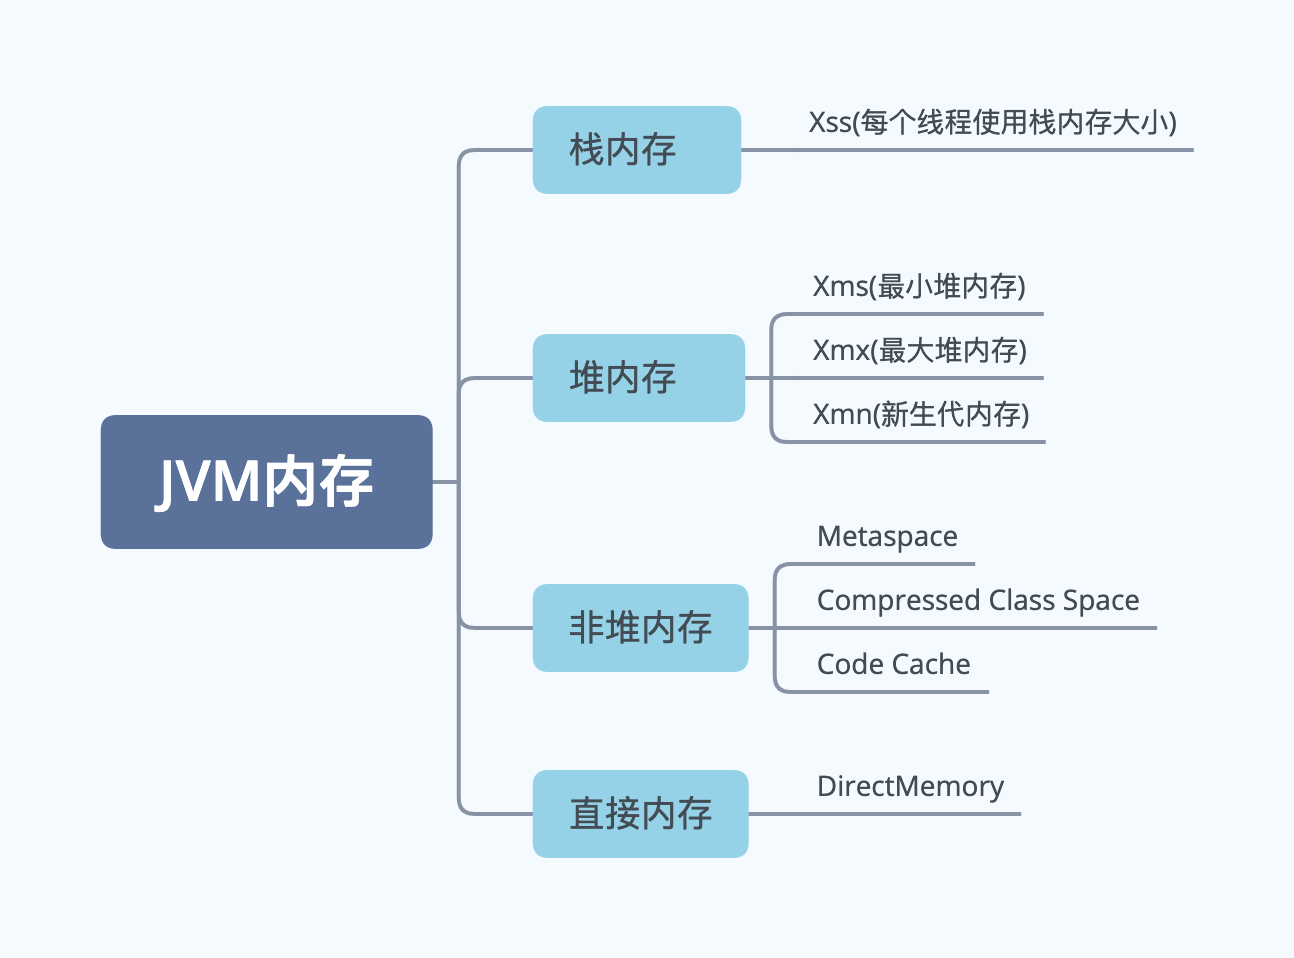 JVM内存
栈内存
Xss(每个线程使用栈内存大小)
堆内存
Xms(最小堆内存)
Xmx(最大堆内存)
Xmn(新生代内存)
非堆内存
Metaspace
Compressed Class Space
Code Cache
直接内存
DirectMemory